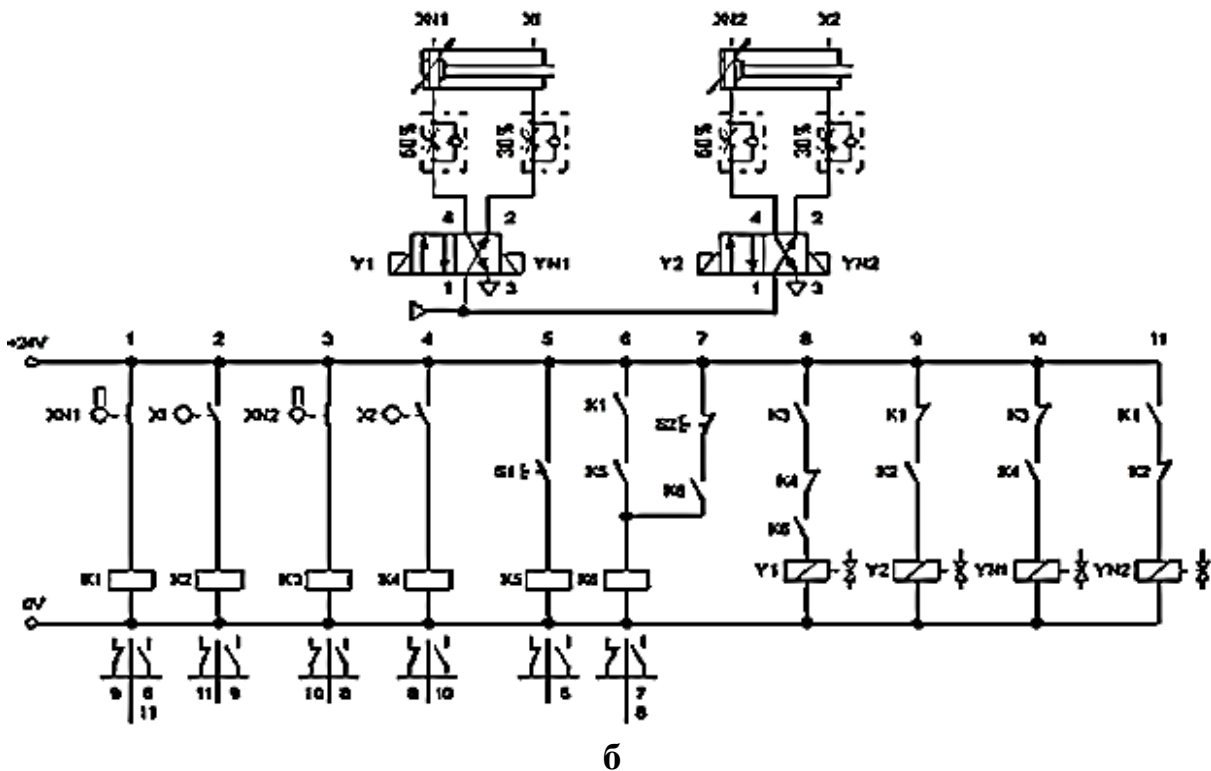 XN1 X1 XN2 X2
60% 30% 60% 30%
4 2 4 2
Y1 YN1 Y2 YN2
1 3 1 3
+24V 1 2 3 4 5 6 7 8 9 10 11
K1 K3 K1 K3 K1
XN1 X1 XN2 X2 S2
S1 K5 K6 K4 K2 K4 K2
K6
K1 K2 K3 K4 K5 K6 Y1 Y2 YN1 YN2
0V
9 6 11 9 10 8 8 10 6 7
11 8
б